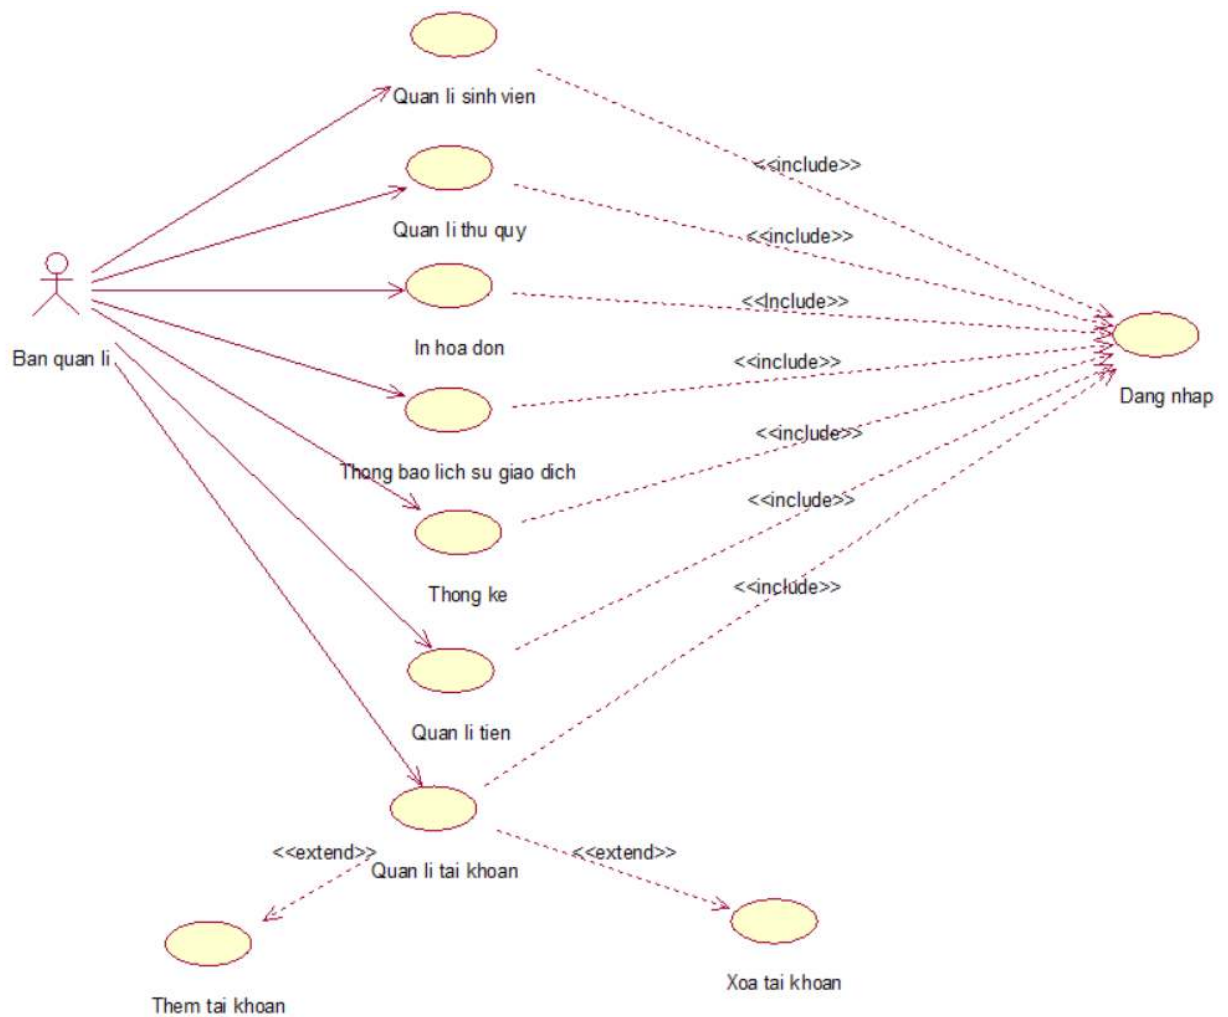 Quan li sinh vien
<<include>>
Quan li thu quy
<<include>>
<<Include>>
In hoa don
Ban quan li
<<include>>
Dang nhap
<<include>>
Thong bao lich su giao dich
<<include>>
Thong ke
<<include>>
Quan li tien
<<extend>>
<<extend>>
Quan li tai khoan
Xoa tai khoan
Them tai khoan